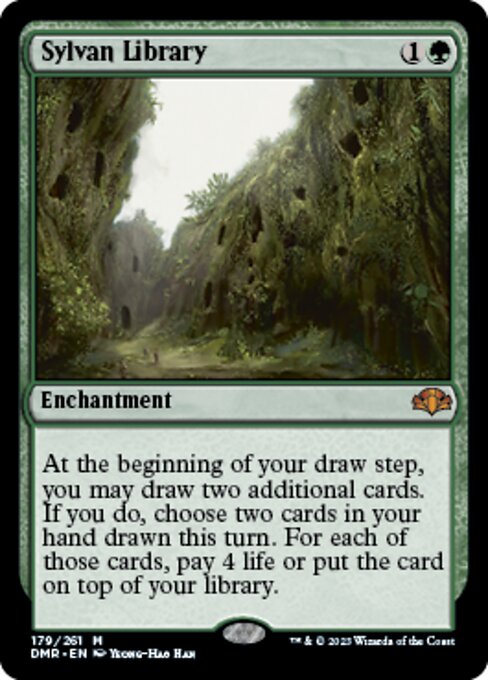 Sylvan Library 1
Enchantment
At the beginning of your draw step,
you may draw two additional cards.
If you do, choose two cards in your
hand drawn this turn. For each of
those cards, pay 4 life or put the card
on top of your library.
179/261 M
DMR • EN Yeong-Hao Han
™ & © 2023 Wizards of the Coast